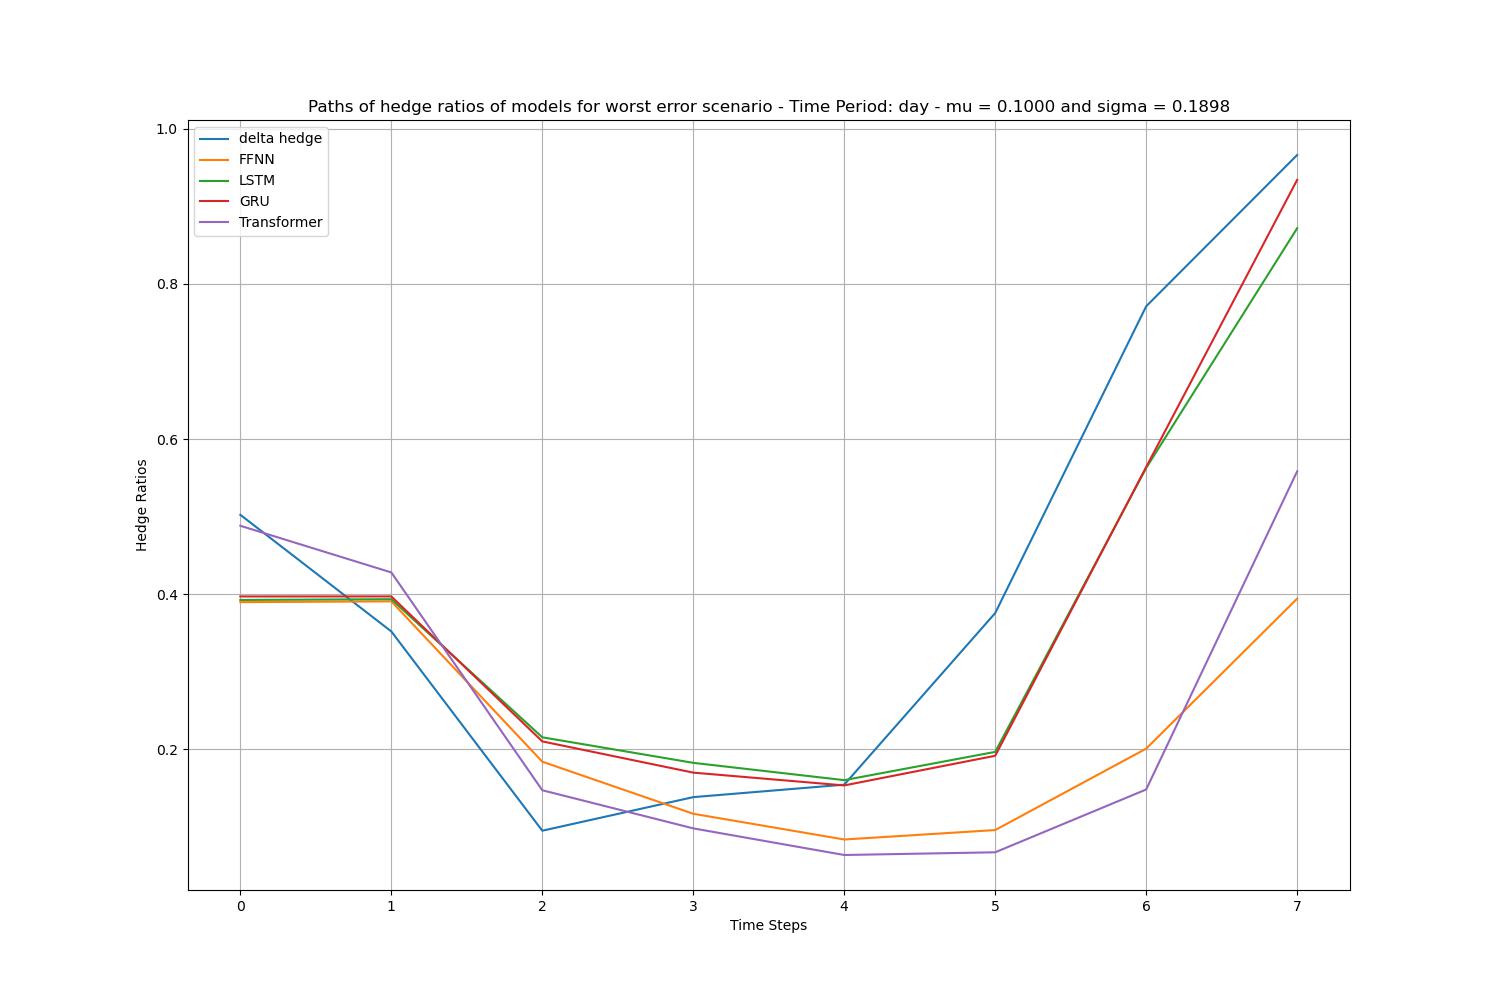 Paths of hedge ratios of models for worst error scenario - Time Period: day - mu = 0.1000 and sigma = 0.1898
delta hedge
FFNN
LSTM
GRU
Transformer
1.0
0.8
0.6
0.4
0.2
Hedge Ratios
0 1 2 3 4 5 6 7
Time Steps